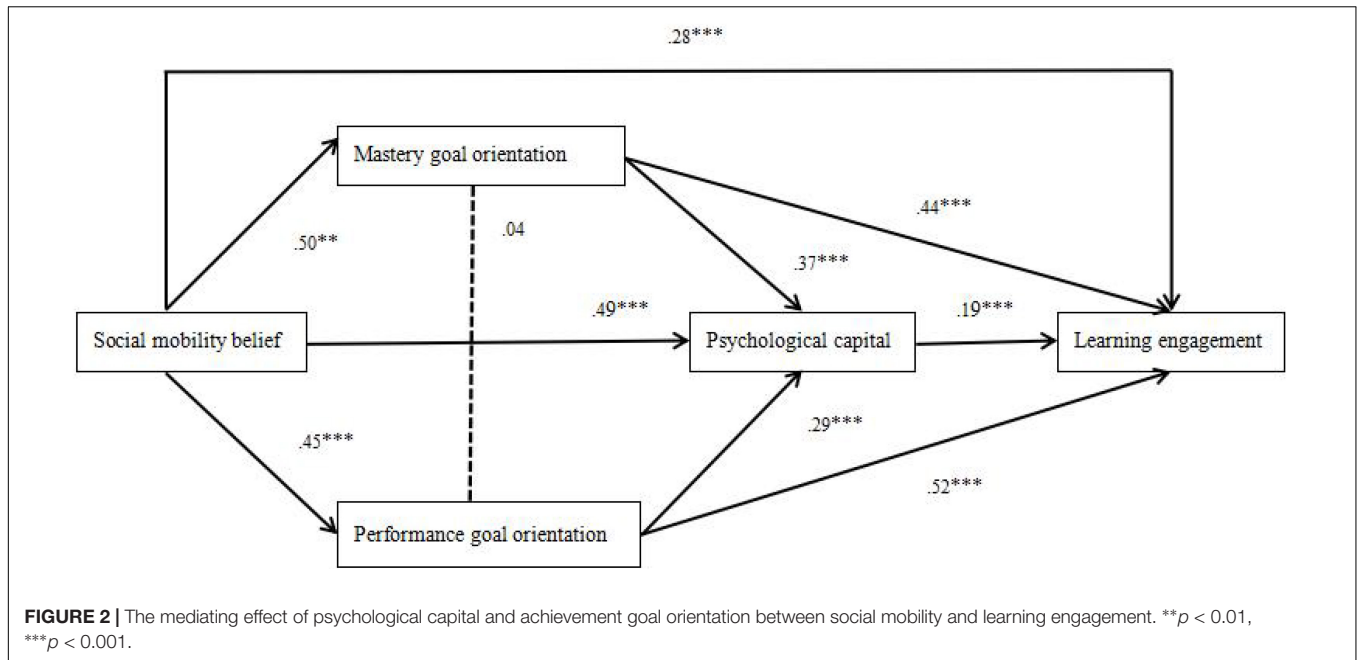 .28***
Mastery goal orientation
.50**
.04
.44***
.37***
Social mobility belief
.49***
Psychological capital
.19***
Learning engagement
.45***
.29***
.52***
Performance goal orientation
FIGURE 2 | The mediating effect of psychological capital and achievement goal orientation between social mobility and learning engagement. **p < 0.01,
***p < 0.001.